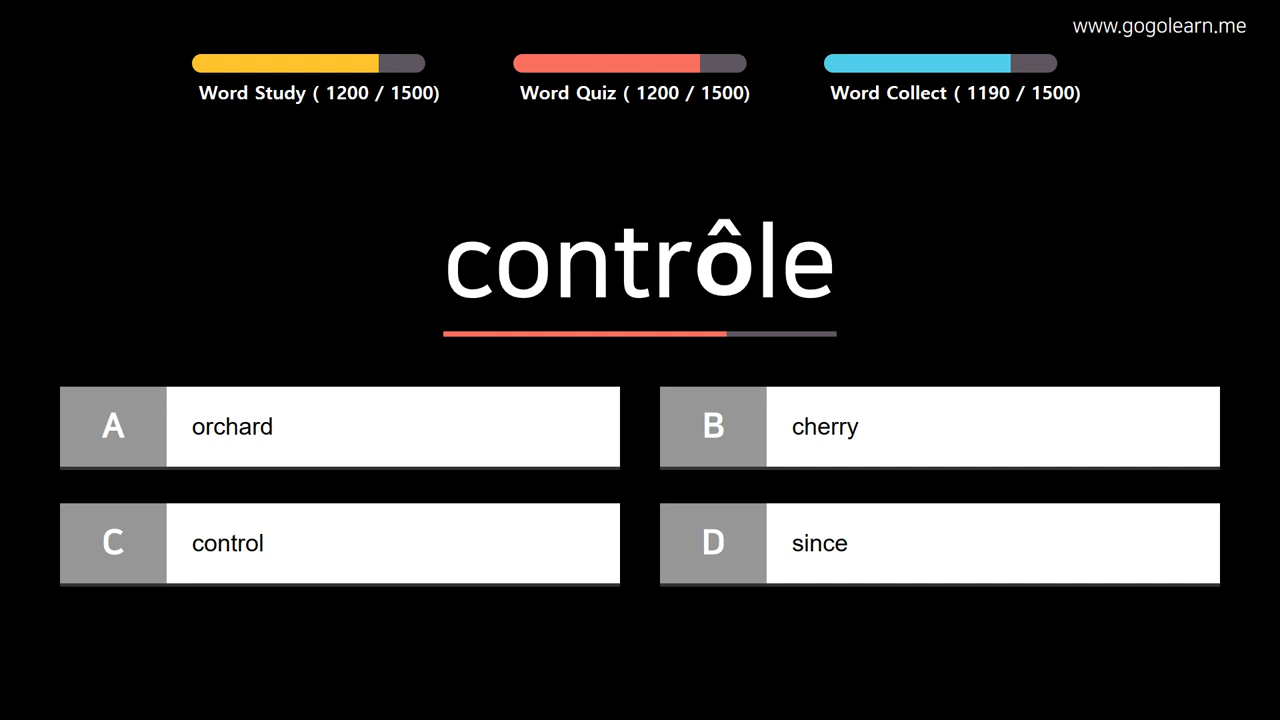 www.gogolearn.me
Word Study ( 1200 / 1500)
Word Quiz ( 1200 / 1500)
Word Collect ( 1190 / 1500)
contrôle
A orchard
B cherry
C control
D since